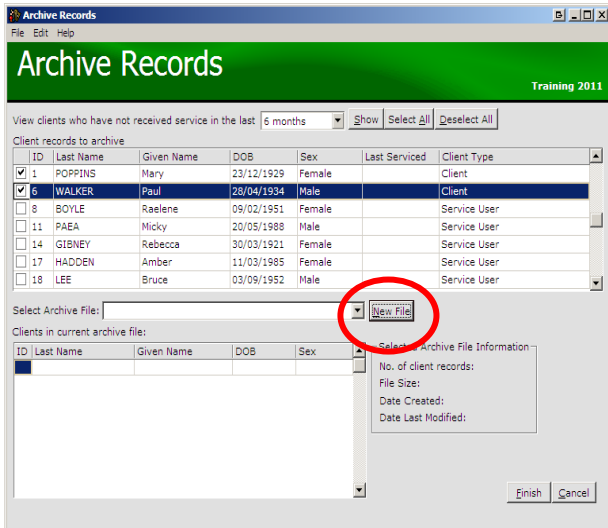 Archive Records
File Edit Help
Archive Records
Training 2011
View clients who have not received service in the last 6 months Show Select All Deselect All
Client records to archive
ID Last Name Given Name DOB Sex Last Serviced Client Type
1 POPPINS Mary 23/12/1929 Female Client
6 WALKER Paul 28/04/1934 Male Client
8 BOYLE Raelene 09/02/1951 Female Service User
11 PAEA Micky 20/05/1988 Male Service User
14 GIBNEY Rebecca 30/03/1921 Female Service User
17 HADDEN Amber 11/03/1985 Female Service User
18 LEE Bruce 03/09/1952 Male Service User
Select Archive File: New File
Clients in current archive file:
ID Last Name Given Name DOB Sex
Selected Archive File Information
No. of client records:
File Size:
Date Created:
Date Last Modified:
Finish Cancel